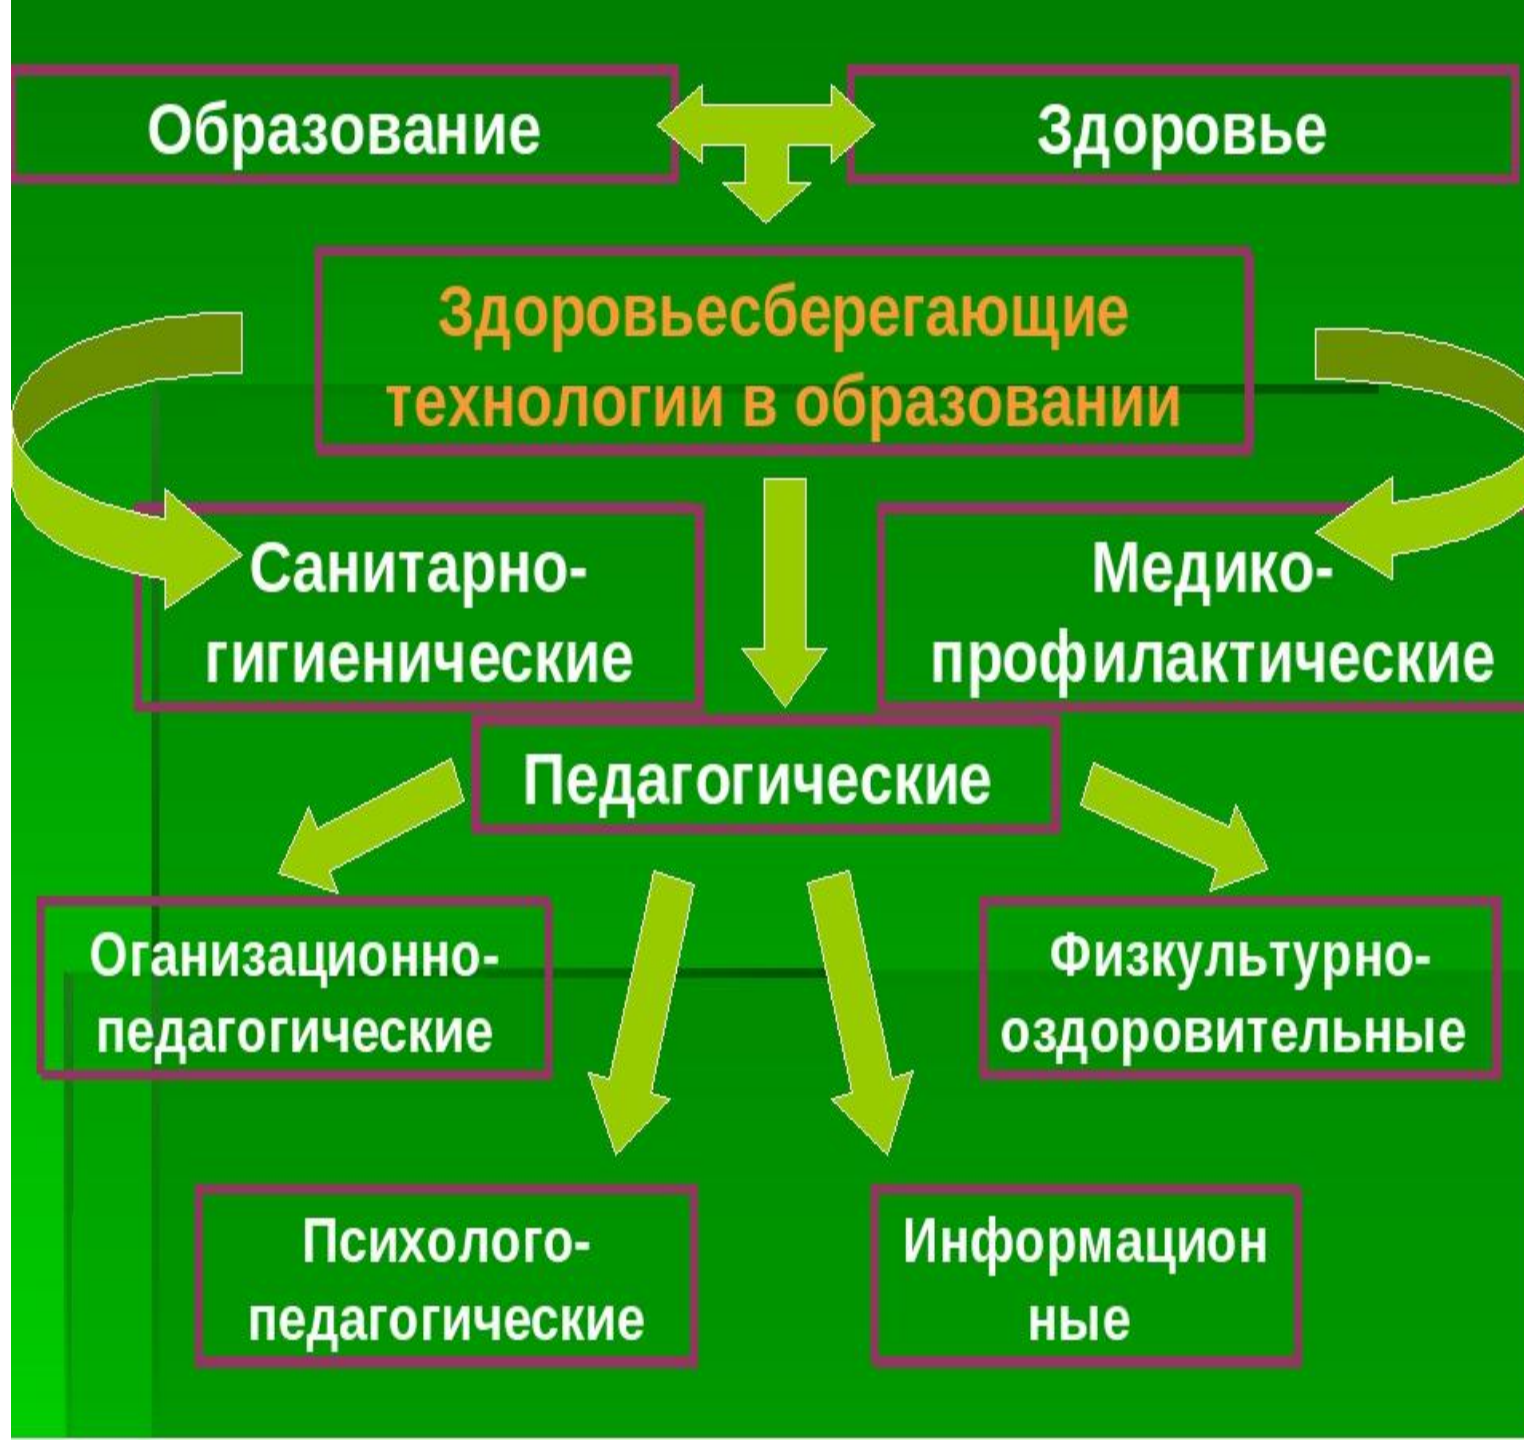 Образование
Здоровье
Здоровьесберегающие
технологии в образовании
Санитарно-
гигиенические
Медико-
профилактические
Педагогические
Оганизационно-
педагогические
Физкультурно-
оздоровительные
Психолого-
педагогические
Информацион
ные